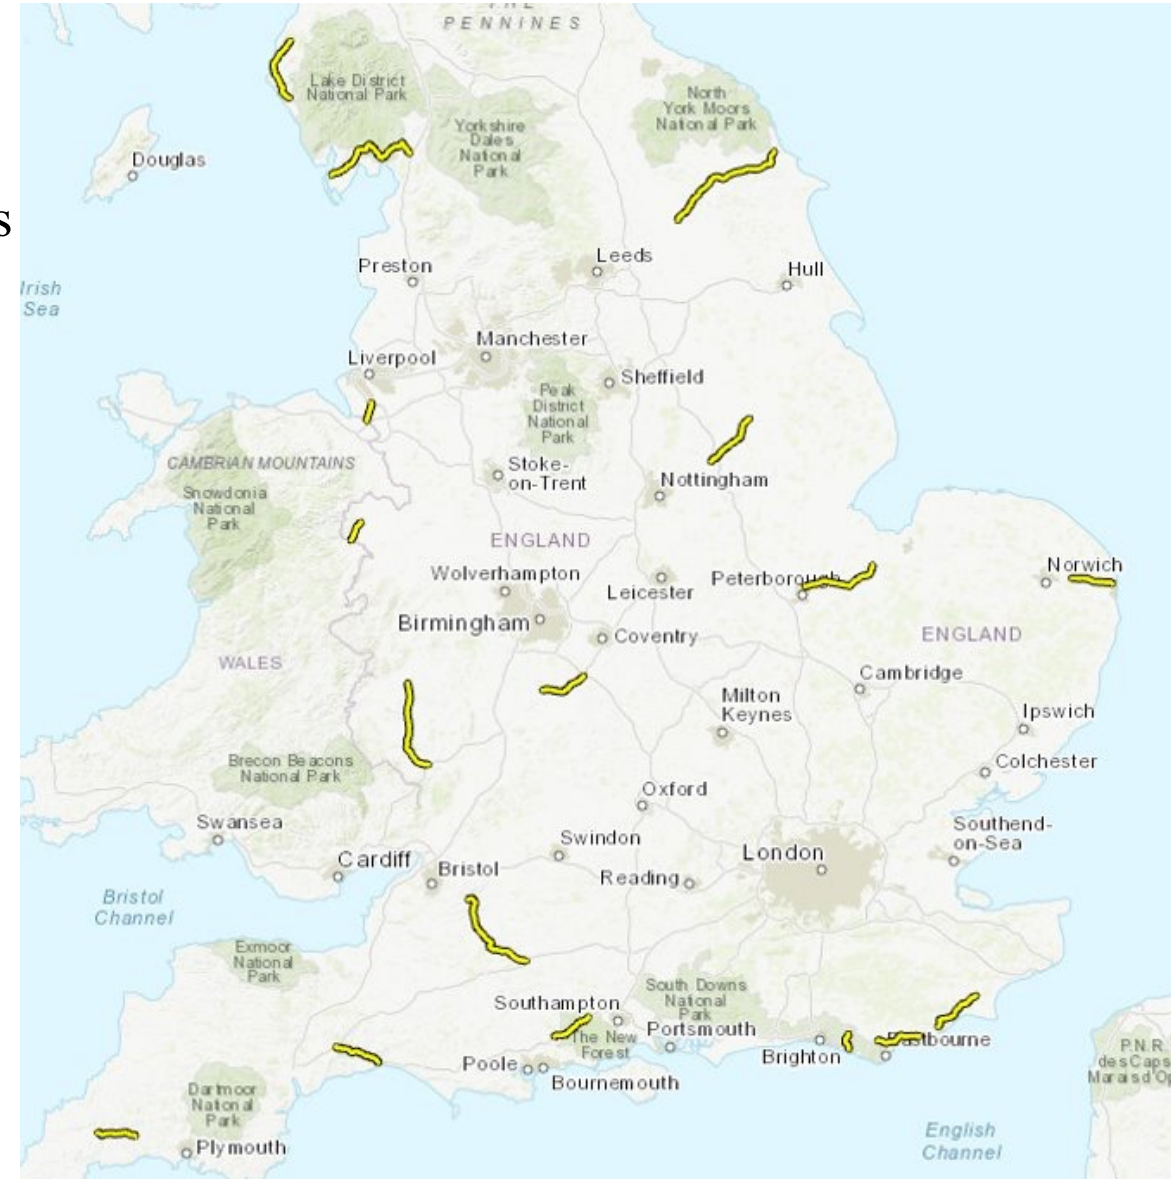 THE
PENNINES
Lake District
National Park
North
York Moors
National Park
Yorkshire
Dales
National
Park
Douglas
s
Leeds
Preston
Hull
Irish
Sea
Manchester
Liverpool
Sheffield
Peak
District
National
Park
CAMBRIAN MOUNTAINS
Stoke-
on-Trent
Nottingham
Snowdonia
National
Park
ENGLAND
Norwich
Wolverhampton
Peterborough
Leicester
Birmingham
Coventry
ENGLAND
WALES
Cambridge
Milton
Keynes
Ipswich
Brecon Beacons
National Park
Colchester
Oxford
Swansea
Southend-
on-Sea
Swindon
London
Cardiff
Bristol
Reading
Bristol
Channel
Exmoor
National
Park
South Downs
National
Park
Southampton
Portsmouth
The New
Forest
Eastbourne
Brighton
Poole
Bournemouth
P.N.R.
des Caps
Marais d'Op
Dartmoor
National
Park
Plymouth
English
Channel